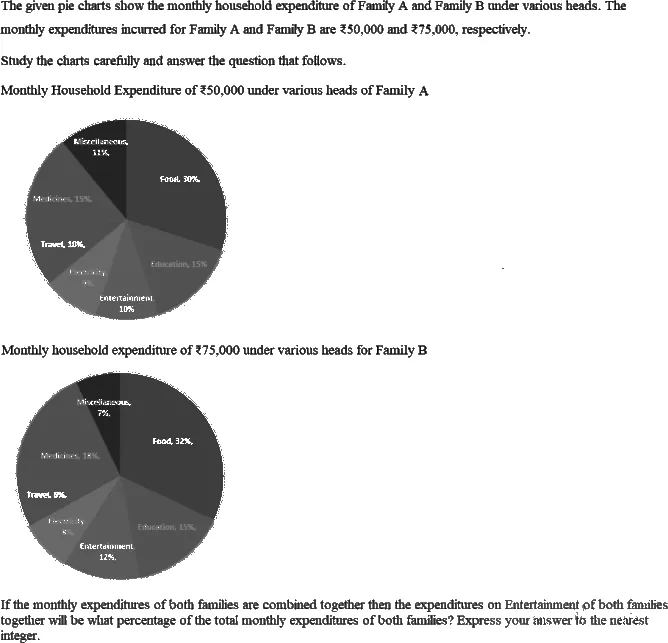 The given pie charts show the monthly household expenditure of Family A and Family B under various heads. The
monthly expenditures incurred for Family A and Family B are ₹50,000 and ₹75,000, respectively.
Study the charts carefully and answer the question that follows.
Monthly Household Expenditure of ₹50,000 under various heads of Family A
Miscellaneous,
11%,
Food, 30%,
Medicines, 15%,
Travel, 10%,
Education, 15%
Electricity
9%,
Entertainment,
10%
Monthly household expenditure of ₹75,000 under various heads for Family B
Miscellaneous,
7%,
Food, 32%,
Medicines, 18%,
Travel, 8%,
Electricity
Education, 15%,
Entertainment
12%,
If the monthly expenditures of both families are combined together then the expenditures on Entertainment of both families
together will be what percentage of the total monthly expenditures of both families? Express your answer to the nearest
integer.